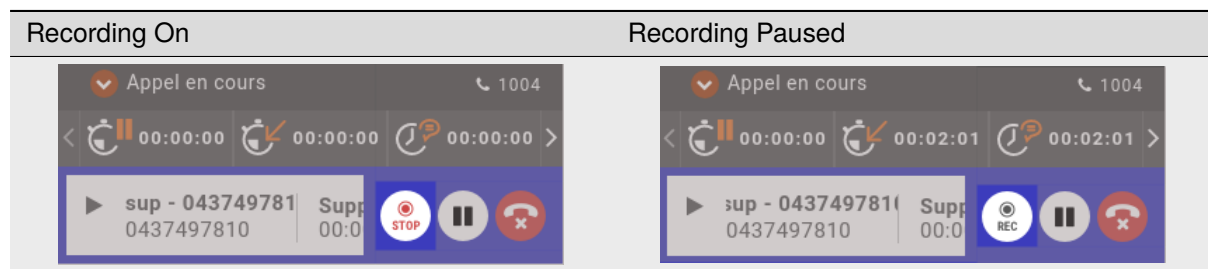 Recording On
Recording Paused
Appel en cours
1004
00:00:00
00:00:00
00:00:00
sup - 043749781
Supp
0437497810
00:0
STOP
Appel en cours
1004
00:00:00
00:02:01
00:02:01
sup - 043749781
Supp
0437497810
00:0
REC